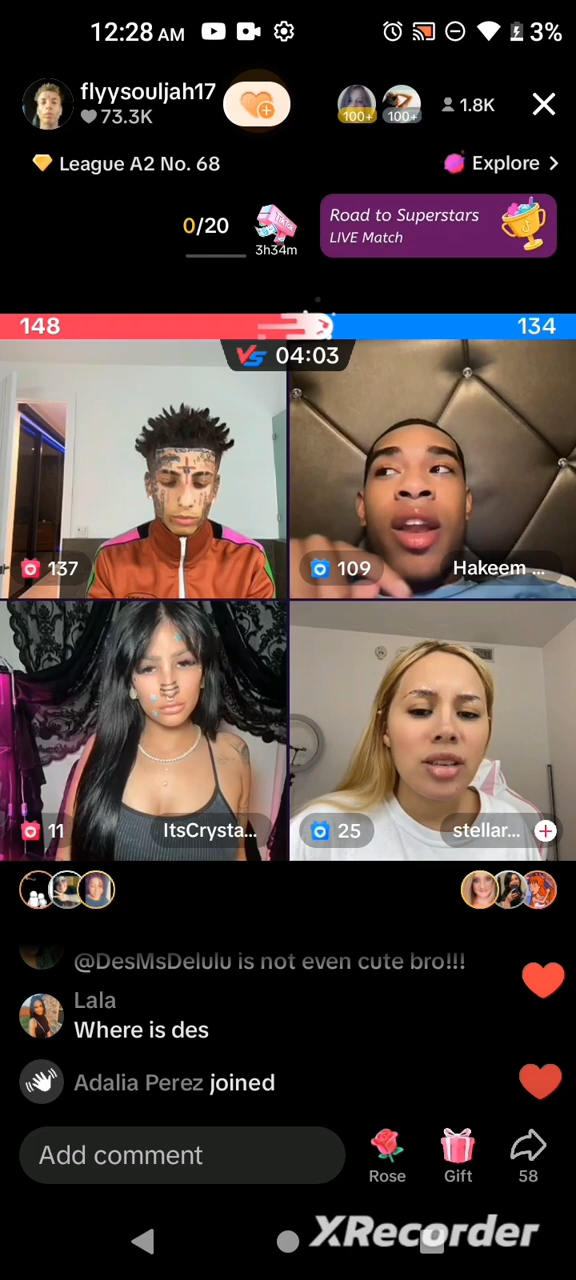 12:28 AM
3%
flyysouljah17
73.3K
100+
100+
1.8K
League A2 No. 68
Explore
0/20
TikTok
3h34m
Road to Superstars
LIVE Match
148
134
VS 04:03
137
109
Hakeem ...
11
ItsCrysta...
25
stellar...
@DesMsDelulu is not even cute bro!!!
Lala
Where is des
Adalia Perez joined
Add comment
Rose
Gift
58
XRecorder